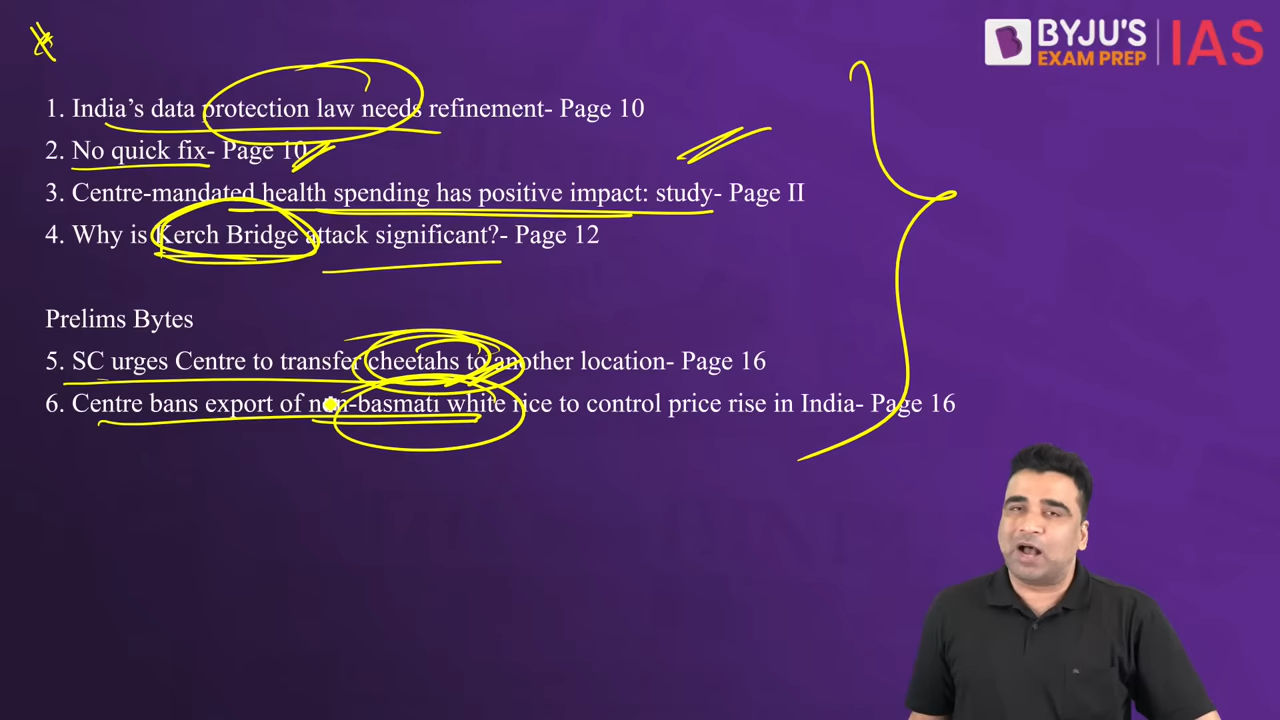 BYJU'S
EXAM PREP
IAS
1. India's data protection law needs refinement- Page 10
2. No quick fix- Page 10
3. Centre-mandated health spending has positive impact: study- Page II
4. Why is Kerch Bridge attack significant?- Page 12
Prelims Bytes
5. SC urges Centre to transfer cheetahs to another location- Page 16
6. Centre bans export of non-basmati white rice to control price rise in India- Page 16